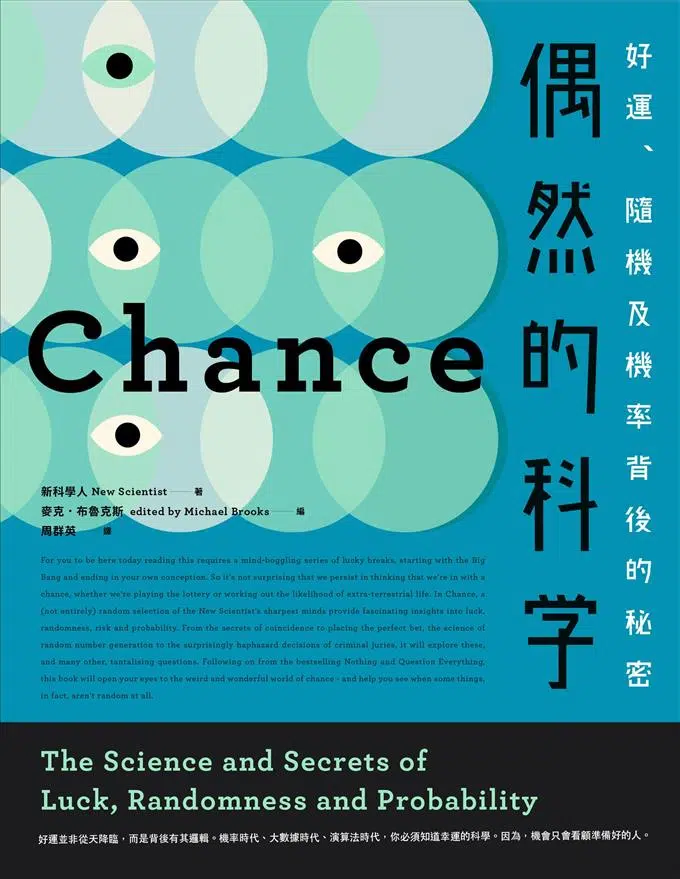 好運、隨機及機率背後的秘密
偶然的科学
Chance
新科學人 New Scientist —— 著
麥克・布魯克斯 edited by Michael Brooks —— 編
周群英 —— 譯
For you to be here today reading this requires a mind-boggling series of lucky breaks, starting with the Big
Bang and ending in your own conception. So it's not surprising that we persist in thinking that we're in with a
chance, whether we're playing the lottery or working out the likelihood of extra-terrestrial life. In Chance, a
(not entirely) random selection of the New Scientist's sharpest minds provide fascinating insights into luck,
randomness, risk and probability. From the secrets of coincidence to placing the perfect bet, the science of
random number generation to the surprisingly haphazard decisions of criminal juries, it will explore these,
and many other, tantalising questions. Following on from the bestselling Nothing and Question Everything,
this book will open your eyes to the weird and wonderful world of chance - and help you see when some things,
in fact, aren't random at all.
The Science and Secrets of
Luck, Randomness and Probability
好運並非從天降臨，而是背後有其邏輯。機率時代、大數據時代、演算法時代，你必須知道幸運的科學。因為，機會只會看顧準備好的人。